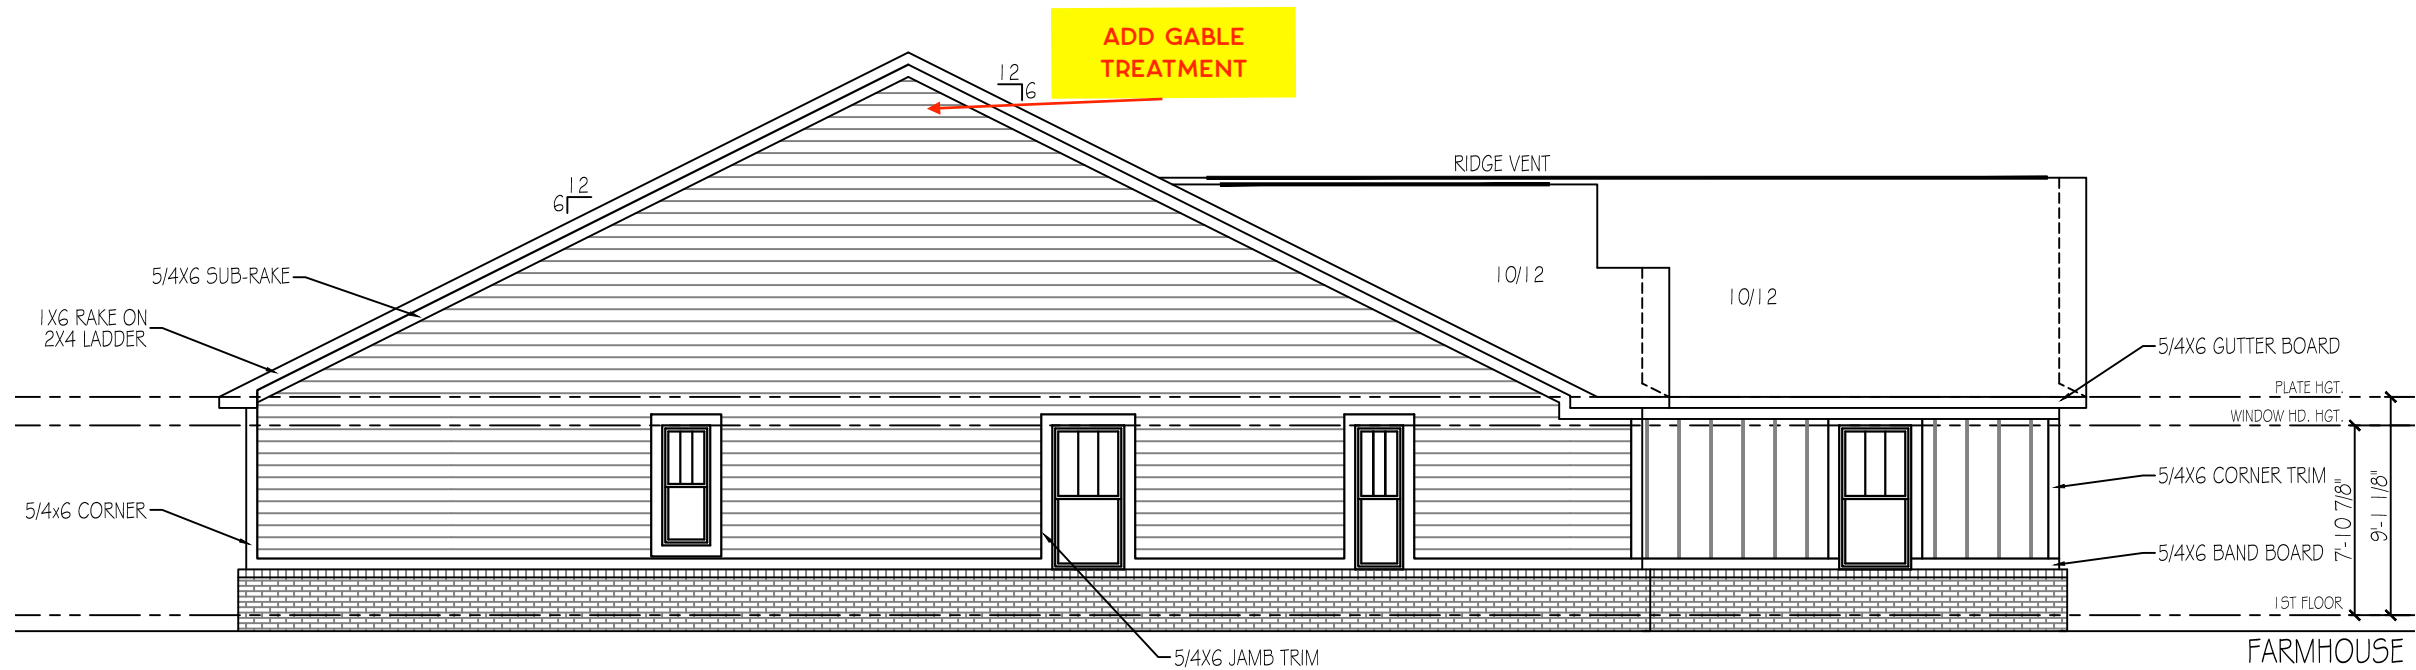 ADD GABLE
TREATMENT
12
6
RIDGE VENT
12
6
5/4X6 SUB-RAKE
10/12
10/12
1X6 RAKE ON
2X4 LADDER
5/4X6 GUTTER BOARD
PLATE HGT.
WINDOW HD. HGT.
5/4X6 CORNER TRIM
5/4x6 CORNER
7'-10 7/8"
9'-1 1/8"
5/4X6 BAND BOARD
1ST FLOOR
5/4X6 JAMB TRIM
FARMHOUSE